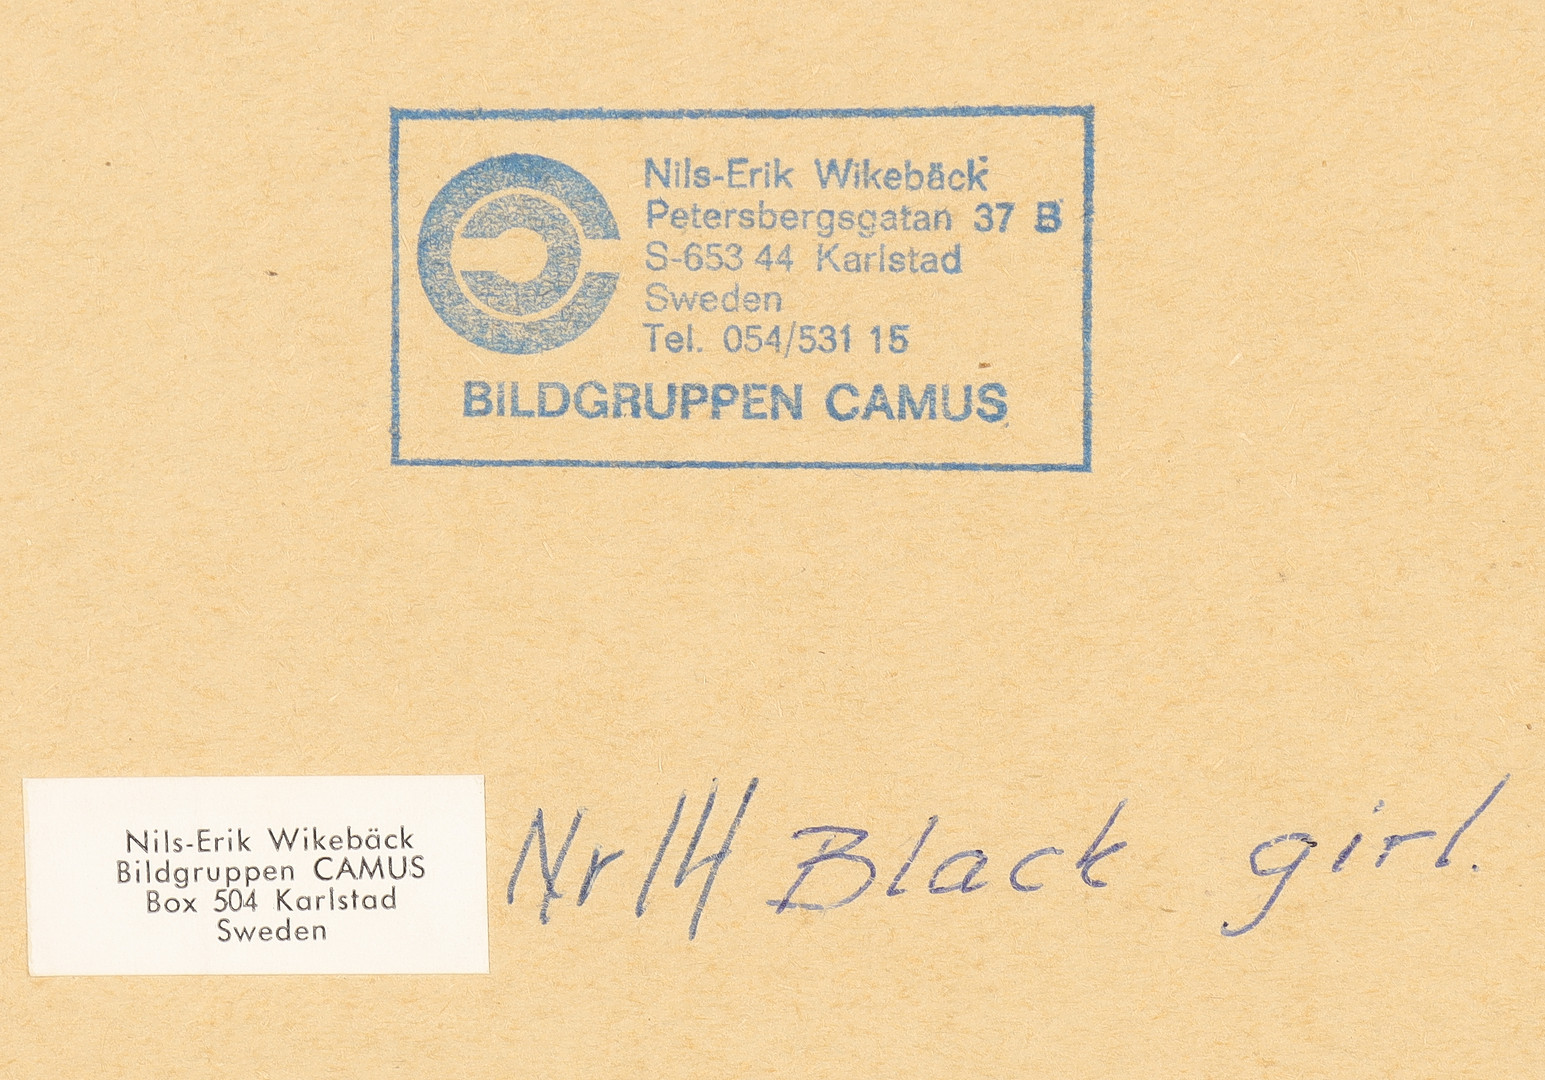 Nils-Erik Wikebäck
Petersbergsgatan 37 B
S-653 44 Karlstad
Sweden
Tel. 054/531 15
BILDGRUPPEN CAMUS
Nils-Erik Wikebäck
Bildgruppen CAMUS
Box 504 Karlstad
Sweden
Nr 14 Black girl.